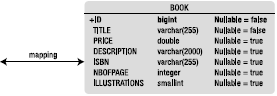 BOOK
+ID bigint Nullable = false
TITLE varchar(255) Nullable = false
PRICE double Nullable = true
DESCRIPTION varchar(2000) Nullable = true
ISBN varchar(255) Nullable = true
NBOFPAGE integer Nullable = true
ILLUSTRATIONS smallint Nullable = true
mapping